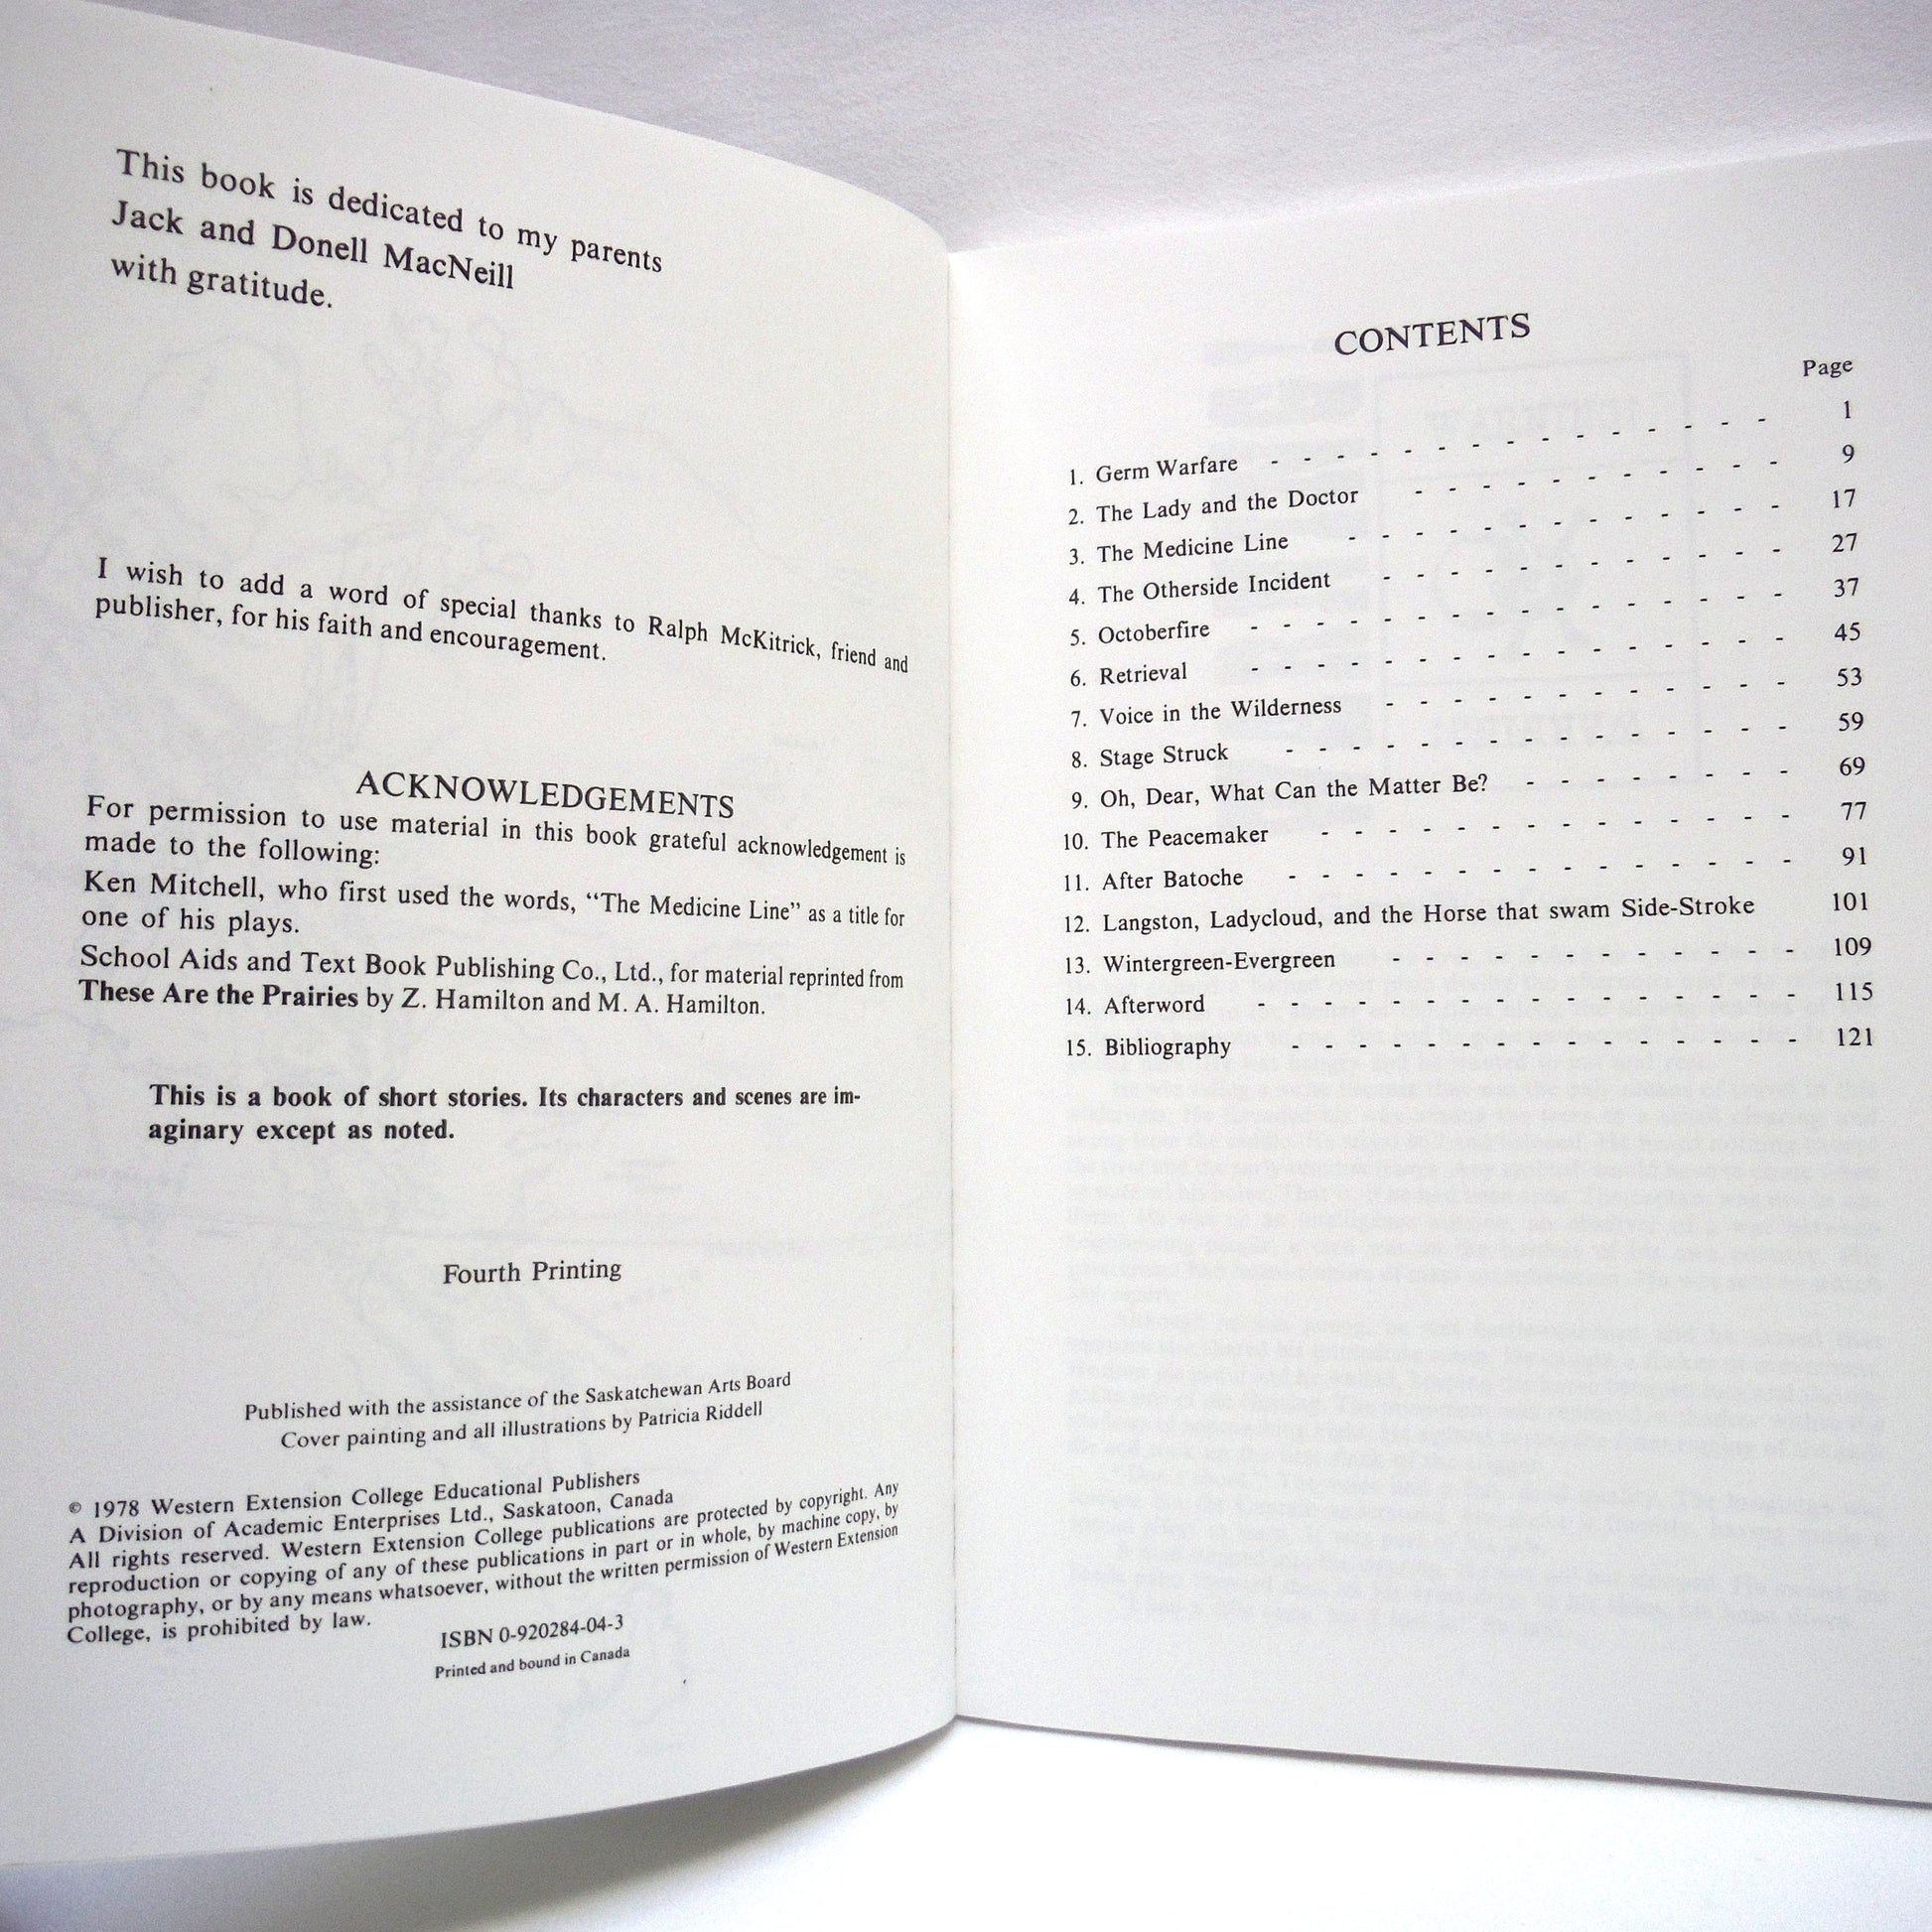 This book is dedicated to my parents
Jack and Donell MacNeill
with gratitude.
I wish to add a word of special thanks to Ralph McKitrick, friend and
publisher, for his faith and encouragement.
ACKNOWLEDGEMENTS
For permission to use material in this book grateful acknowledgement is
made to the following:
Ken Mitchell, who first used the words, “The Medicine Line” as a title for
one of his plays.
School Aids and Text Book Publishing Co., Ltd., for material reprinted from
These Are the Prairies by Z. Hamilton and M. A. Hamilton.
This is a book of short stories. Its characters and scenes are im-
aginary except as noted.
Fourth Printing
Published with the assistance of the Saskatchewan Arts Board
Cover painting and all illustrations by Patricia Riddell
© 1978 Western Extension College Educational Publishers
A Division of Academic Enterprises Ltd., Saskatoon, Canada
All rights reserved. Western Extension College publications are protected by copyright. Any
reproduction or copying of any of these publications in part or in whole, by machine copy, by
photography, or by any means whatsoever, without the written permission of Western Extension
College, is prohibited by law.
ISBN 0-920284-04-3
Printed and bound in Canada
CONTENTS
Page
1. Germ Warfare - - - - - - - - - - - - - - - 1
2. The Lady and the Doctor - - - - - - - - - - - 9
3. The Medicine Line - - - - - - - - - - - - - 17
4. The Otherside Incident - - - - - - - - - - - - 27
5. Octoberfire - - - - - - - - - - - - - - - - 37
6. Retrieval - - - - - - - - - - - - - - - - 45
7. Voice in the Wilderness - - - - - - - - - - - - 53
8. Stage Struck - - - - - - - - - - - - - - - 59
9. Oh, Dear, What Can the Matter Be? - - - - - - - - 69
10. The Peacemaker - - - - - - - - - - - - - - 77
11. After Batoche - - - - - - - - - - - - - - - 91
12. Langston, Ladycloud, and the Horse that swam Side-Stroke 101
13. Wintergreen-Evergreen - - - - - - - - - - - - 109
14. Afterword - - - - - - - - - - - - - - - - 115
15. Bibliography - - - - - - - - - - - - - - - 121